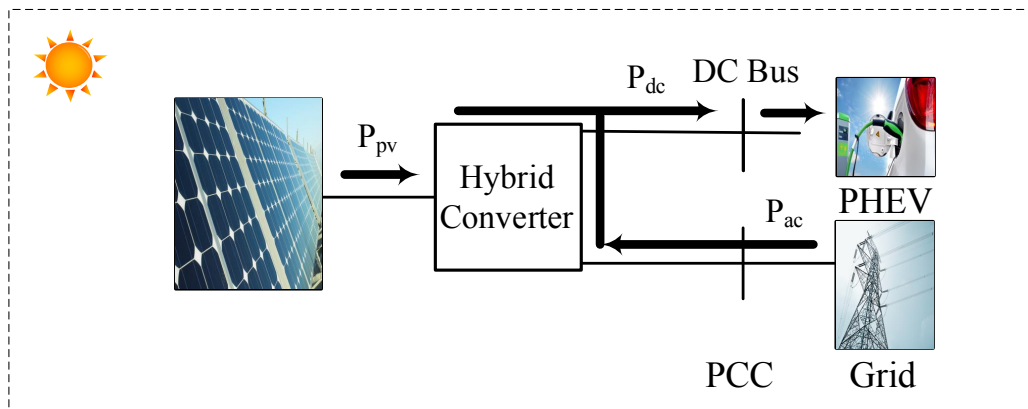 P_dc
DC Bus
P_pv
Hybrid
Converter
PHEV
P_ac
PCC
Grid